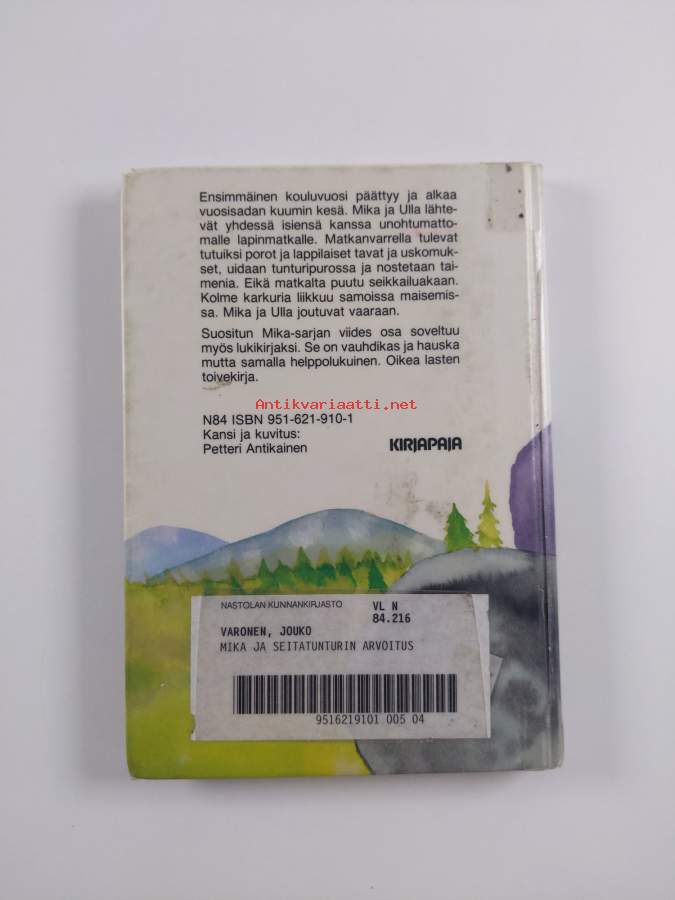 Ensimmäinen kouluvuosi päättyy ja alkaa
vuosisadan kuumin kesä. Mika ja Ulla lähte-
vät yhdessä isiensä kanssa unohtumatto-
malle lapinmatkalle. Matkanvarrella tulevat
tutuiksi porot ja lappilaiset tavat ja uskomuk-
set, uidaan tunturipurossa ja nostetaan tai-
menia. Eikä matkalta puutu seikkailuakaan.
Kolme karkuria liikkuu samoissa maisemis-
sa. Mika ja Ulla joutuvat vaaraan.
Suositun Mika-sarjan viides osa soveltuu
myös lukikirjaksi. Se on vauhdikas ja hauska
mutta samalla helppolukuinen. Oikea lasten
toivekirja.
Antikvariaatti.net
N84 ISBN 951-621-910-1
Kansi ja kuvitus:
Petteri Antikainen
KIRJAPAJA
NASTOLAN KUNNANKIRJASTO
VL N
84.216
VARONEN, JOUKO
MIKA JA SEITATUNTURIN ARVOITUS
9516219101 005 04